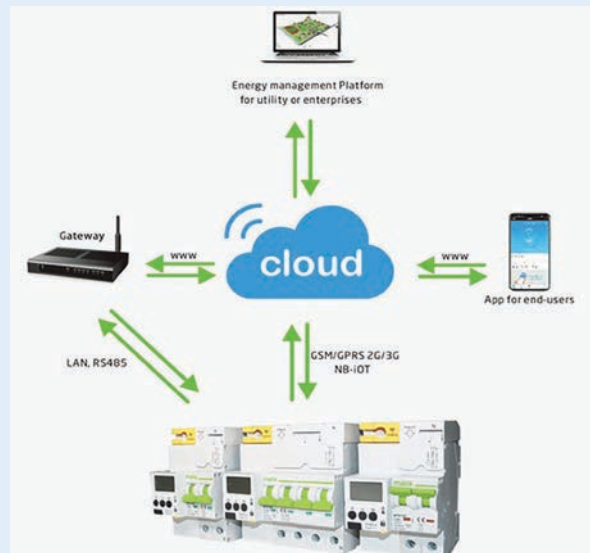 Energy management Platform
for utility or enterprises
Gateway
www
cloud
www
App for end-users
LAN, RS485
GSM/GPRS 2G/3G
NB-iOT